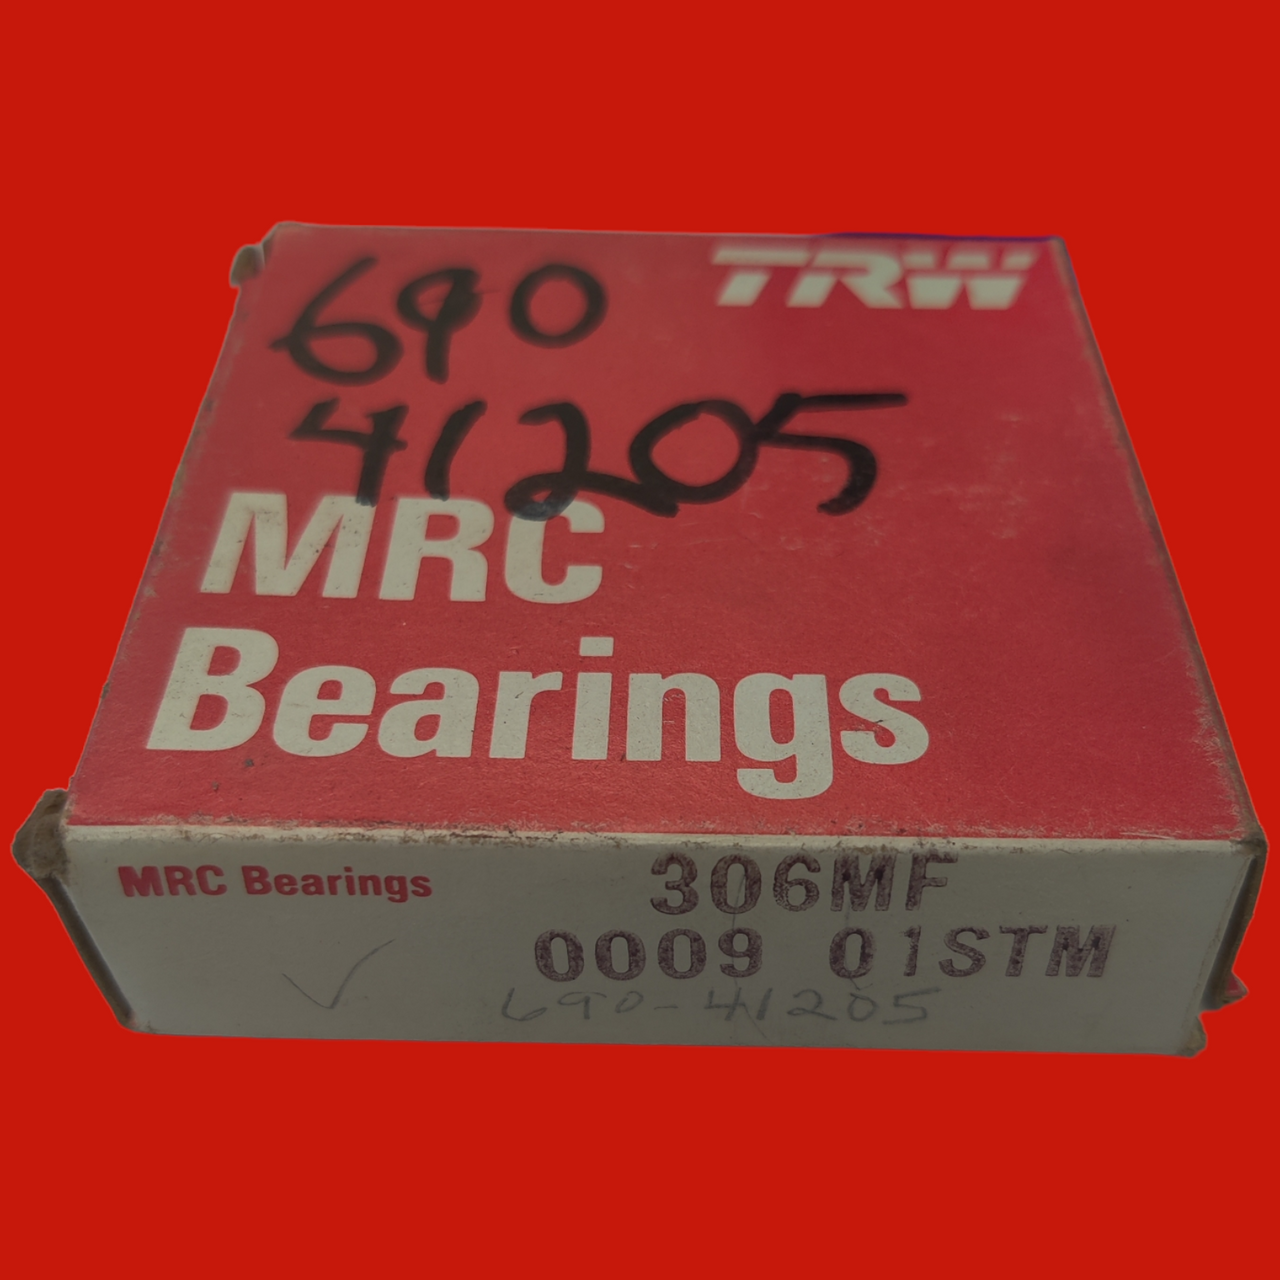 690
TRW
41205
MRC
Bearings
MRC Bearings
306MF
0009 01STM
690-41205